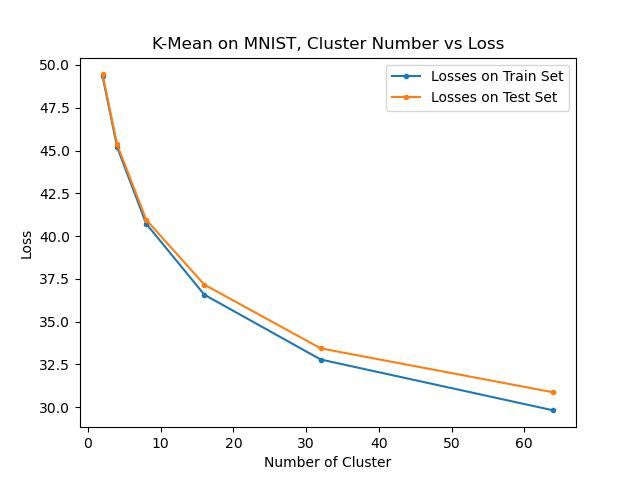 K-Mean on MNIST, Cluster Number vs Loss
Losses on Train Set
Losses on Test Set
Loss
50.0
47.5
45.0
42.5
40.0
37.5
35.0
32.5
30.0
0 10 20 30 40 50 60
Number of Cluster